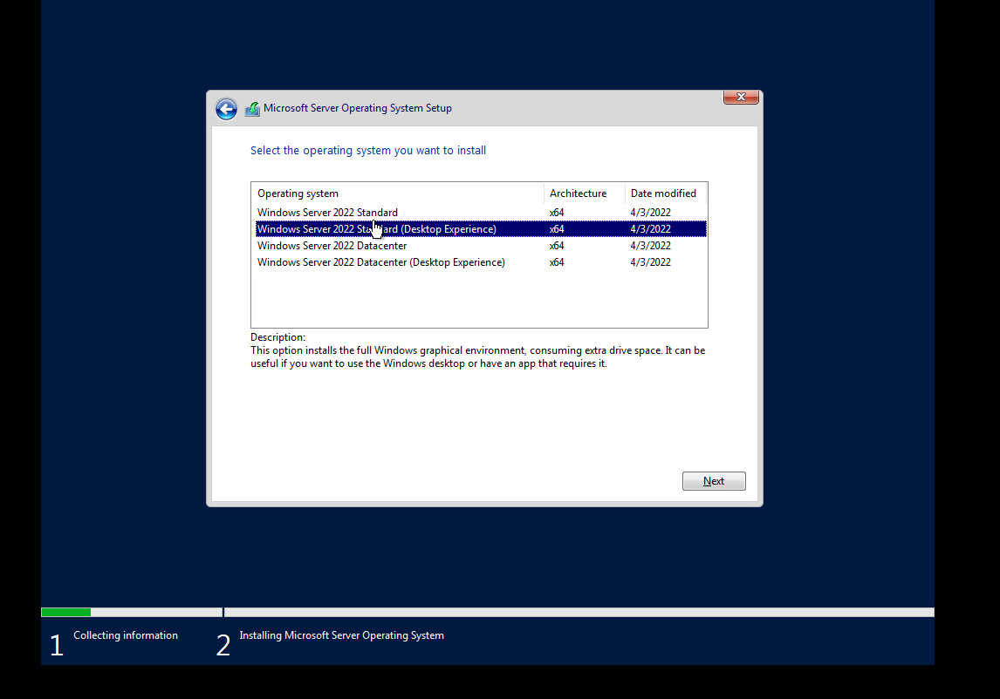 Microsoft Server Operating System Setup
Select the operating system you want to install
Operating system Architecture Date modified
Windows Server 2022 Standard x64 4/3/2022
Windows Server 2022 Standard (Desktop Experience) x64 4/3/2022
Windows Server 2022 Datacenter x64 4/3/2022
Windows Server 2022 Datacenter (Desktop Experience) x64 4/3/2022
Description:
This option installs the full Windows graphical environment, consuming extra drive space. It can be
useful if you want to use the Windows desktop or have an app that requires it.
Next
1 Collecting information 2 Installing Microsoft Server Operating System